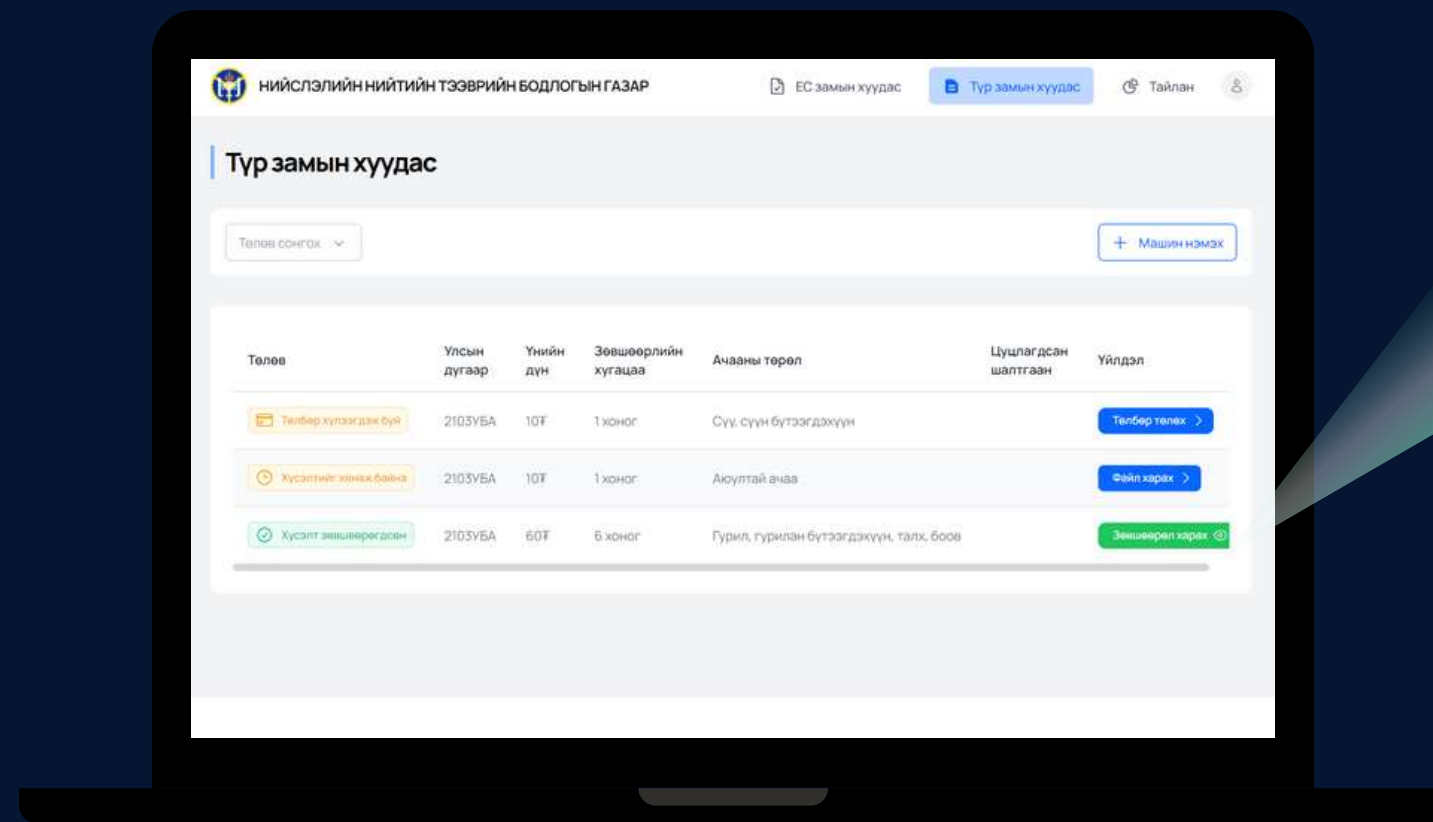 НИЙСЛЭЛИЙН НИЙТИЙН ТЭЭВРИЙН БОДЛОГЫН ГАЗАР
ЕС замын хуудас
Түр замын хуудас
Тайлан
Түр замын хуудас
Төлөв сонгох
+ Машин нэмэх
Төлөв
Улсын дугаар
Үнийн дүн
Зөвшөөрлийн хугацаа
Ачааны төрөл
Цуцлагдсан шалтгаан
Үйлдэл
Төлбөр хүлээгдэж буй 2103УБА 10₮ 1 хоног Сүү, сүүн бүтээгдэхүүн Төлбөр төлөх
Хүсэлтийг хянаж байна 2103УБА 10₮ 1 хоног Аюултай ачаа Файл харах
Хүсэлт зөвшөөрөгдсөн 2103УБА 60₮ 6 хоног Гурил, гурилан бүтээгдэхүүн, талх, боов Зөвшөөрөл харах